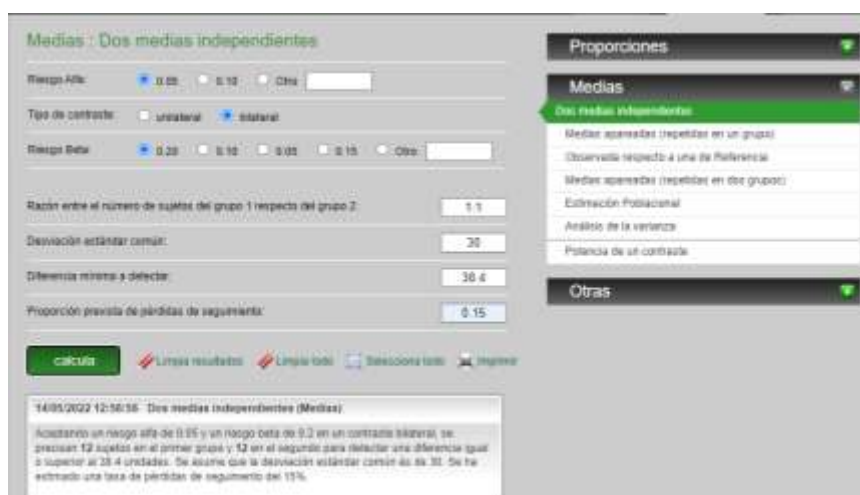 Medias : Dos medias independientes
Riesgo Alfa: 0.05 0.10 Otro
Tipo de contraste: unilateral bilateral
Riesgo Beta: 0.20 0.10 0.05 0.15 Otro
Razón entre el número de sujetos del grupo 1 respecto del grupo 2: 1.1
Desviación estándar común: 30
Diferencia mínima a detectar: 38.4
Proporción prevista de pérdidas de seguimiento: 0.15
calcula Limpia resultados Limpia todo Selecciona todo Imprimir
14/05/2022 12:56:56 Dos medias independientes (Medias)
Aceptando un riesgo alfa de 0.05 y un riesgo beta de 0.2 en un contraste bilateral, se
precisan 12 sujetos en el primer grupo y 12 en el segundo para detectar una diferencia igual
o superior a 38.4 unidades. Se asume que la desviación estándar común es de 30. Se ha
estimado una tasa de pérdidas de seguimiento del 15%.
Proporciones
Medias
Dos medias independientes
Medias apareadas (repetidas en un grupo)
Observada respecto a una de Referencia
Medias apareadas (repetidas en dos grupos)
Estimación Poblacional
Análisis de la varianza
Potencia de un contraste
Otras